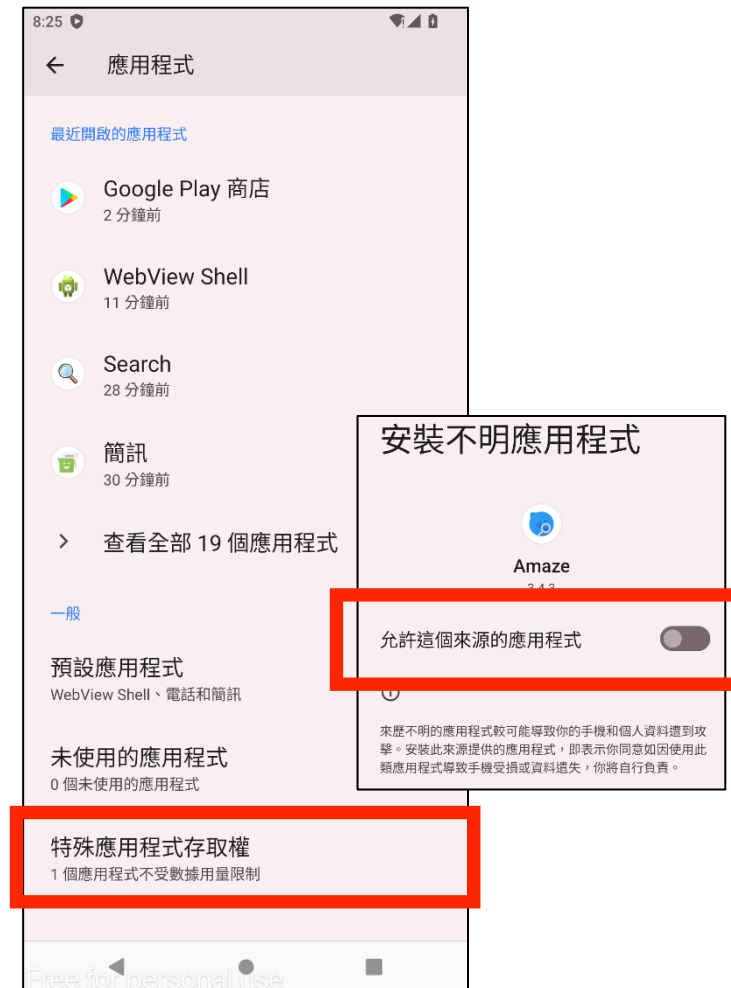 8:25
應用程式
最近開啟的應用程式
Google Play 商店
2 分鐘前
WebView Shell
11 分鐘前
Search
28 分鐘前
簡訊
30 分鐘前
查看全部 19 個應用程式
一般
預設應用程式
WebView Shell、電話和簡訊
未使用的應用程式
0 個未使用的應用程式
特殊應用程式存取權
1 個應用程式不受數據用量限制
Free for personal use
安裝不明應用程式
Amaze
3.4.3
允許這個來源的應用程式
來歷不明的應用程式較可能導致你的手機和個人資料遭到攻
擊。安裝此來源提供的應用程式，即表示你同意如因使用此
類應用程式導致手機受損或資料遺失，你將自行負責。